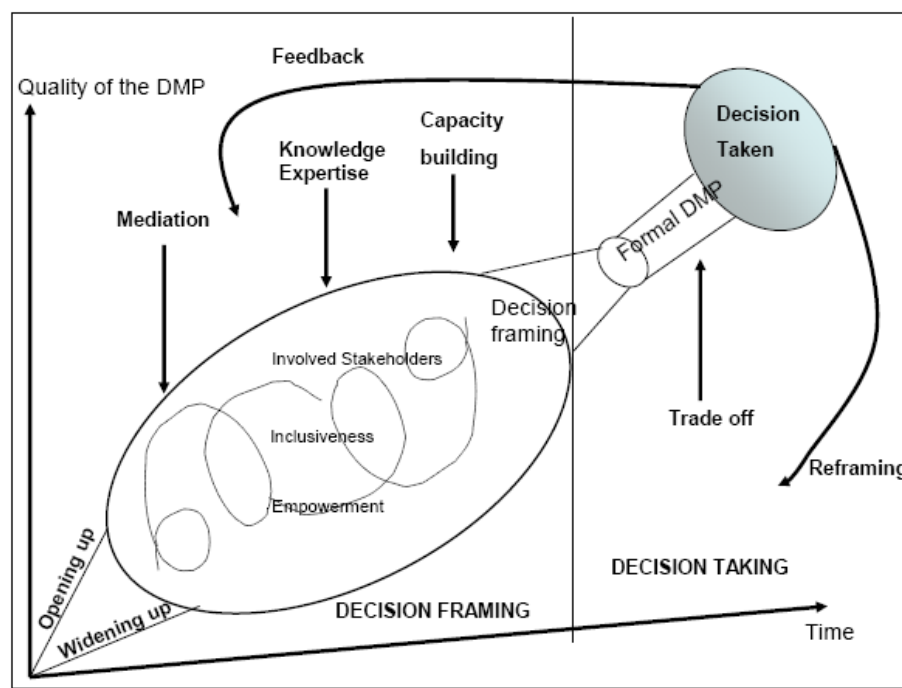 Feedback
Quality of the DMP
Capacity
building
Decision
Taken
Knowledge
Expertise
Mediation
Formal DMP
Decision
framing
Involved Stakeholders
Trade off
Inclusiveness
Reframing
Empowerment
Opening up
Widening up
DECISION FRAMING
DECISION TAKING
Time